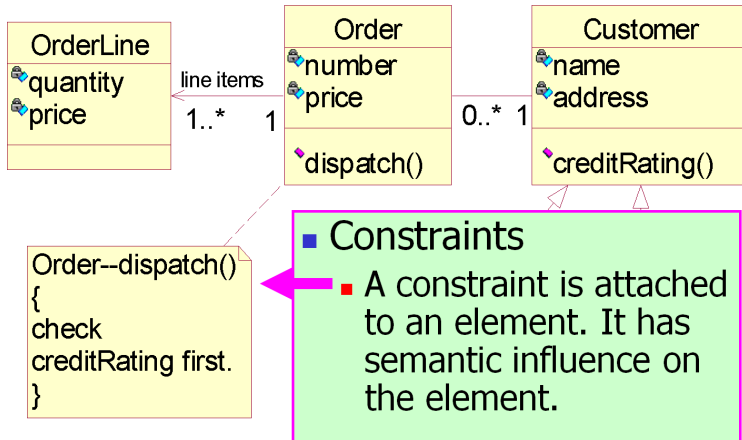 OrderLine
quantity
price
line items
1..*
1
Order
number
price
dispatch()
0..*
1
Customer
name
address
creditRating()
Order--dispatch()
{
check
creditRating first.
}
Constraints
A constraint is attached
to an element. It has
semantic influence on
the element.